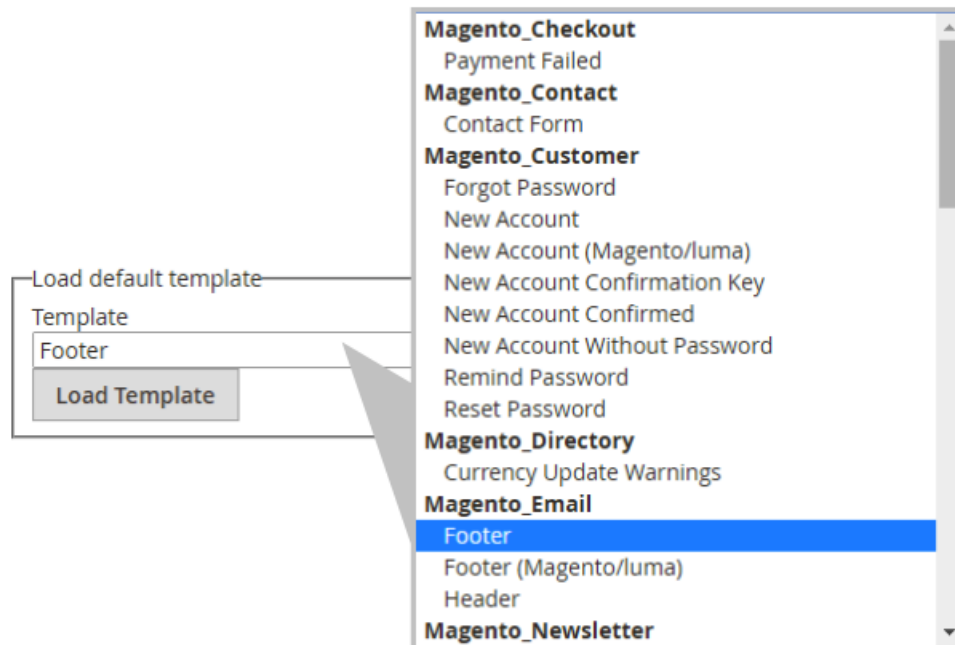 Load default template
Template
Footer
Load Template
Magento_Checkout
Payment Failed
Magento_Contact
Contact Form
Magento_Customer
Forgot Password
New Account
New Account (Magento/luma)
New Account Confirmation Key
New Account Confirmed
New Account Without Password
Remind Password
Reset Password
Magento_Directory
Currency Update Warnings
Magento_Email
Footer
Footer (Magento/luma)
Header
Magento_Newsletter